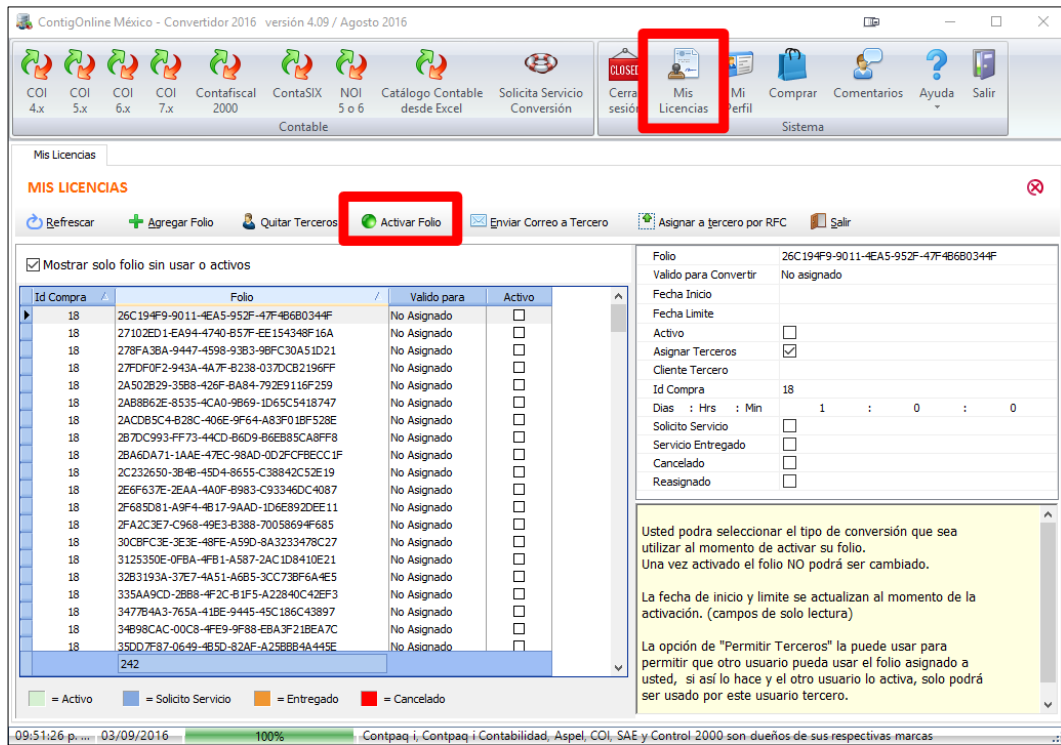 ContigOnline México - Convertidor 2016 versión 4.09 / Agosto 2016
COI 4.x
COI 5.x
COI 6.x
COI 7.x
Contafiscal 2000
ContaSIX
NOI 5 o 6
Catálogo Contable desde Excel
Solicita Servicio Conversión
CLOSED
Cerra sesión
Mis Licencias
Mi Perfil
Comprar
Comentarios
Ayuda
Salir
Contable
Sistema
Mis Licencias
MIS LICENCIAS
Refrescar
Agregar Folio
Quitar Terceros
Activar Folio
Enviar Correo a Tercero
Asignar a tercero por RFC
Salir
Mostrar solo folio sin usar o activos
Id Compra Folio Valido para Activo
18 26C194F9-9011-4EA5-952F-47F4B6B0344F No Asignado
18 27102ED1-EA94-4740-B57F-EE154348F16A No Asignado
18 278FA3BA-9447-4598-93B3-9BFC30A51D21 No Asignado
18 27FDF0F2-943A-4A7F-B238-037DCB2196FF No Asignado
18 2A502B29-35B8-426F-BA84-792E9116F259 No Asignado
18 2AB8B62E-8535-4CA0-9B69-1D65C5418747 No Asignado
18 2ACDB5C4-B28C-406E-9F64-A83F01BF528E No Asignado
18 2B7DC993-FF73-44CD-B6D9-B6EB85CA8FF8 No Asignado
18 2BA6DA71-1AAE-47EC-98AD-0D2FCFBECC1F No Asignado
18 2C232650-3B4B-45D4-8655-C38842C52E19 No Asignado
18 2E6F637E-2EAA-4A0F-B983-C93346DC4087 No Asignado
18 2F685D81-A9F4-4B17-9AAD-1D6E892DEE11 No Asignado
18 2FA2C3E7-C968-49E3-B388-70058694F685 No Asignado
18 30CBFC3E-3E3E-48FE-A59D-8A3233478C27 No Asignado
18 3125350E-0FBA-4FB1-A587-2AC1D8410E21 No Asignado
18 32B3193A-37E7-4A51-A6B5-3CC73BF6A4E5 No Asignado
18 335AA9CD-2BB8-4F2C-B1F5-A22840C42EF3 No Asignado
18 3477B4A3-765A-41BE-9445-45C186C43897 No Asignado
18 34B98CAC-00C8-4FE9-9F88-EBA3F21BEA7C No Asignado
18 35DD7F87-0649-4B5D-82AF-A25BBB4A445E No Asignado
242
= Activo
= Solicito Servicio
= Entregado
= Cancelado
Folio 26C194F9-9011-4EA5-952F-47F4B6B0344F
Valido para Convertir No asignado
Fecha Inicio
Fecha Limite
Activo
Asignar Terceros
Cliente Tercero
Id Compra 18
Dias : Hrs : Min 1 : 0 : 0
Solicito Servicio
Servicio Entregado
Cancelado
Reasignado
Usted podra seleccionar el tipo de conversión que sea
utilizar al momento de activar su folio.
Una vez activado el folio NO podrá ser cambiado.
La fecha de inicio y limite se actualizan al momento de la
activación. (campos de solo lectura)
La opción de "Permitir Terceros" la puede usar para
permitir que otro usuario pueda usar el folio asignado a
usted, si así lo hace y el otro usuario lo activa, solo podrá
ser usado por este usuario tercero.
09:51:26 p. ... 03/09/2016 100% Contpaq i, Contpaq i Contabilidad, Aspel, COI, SAE y Control 2000 son dueños de sus respectivas marcas